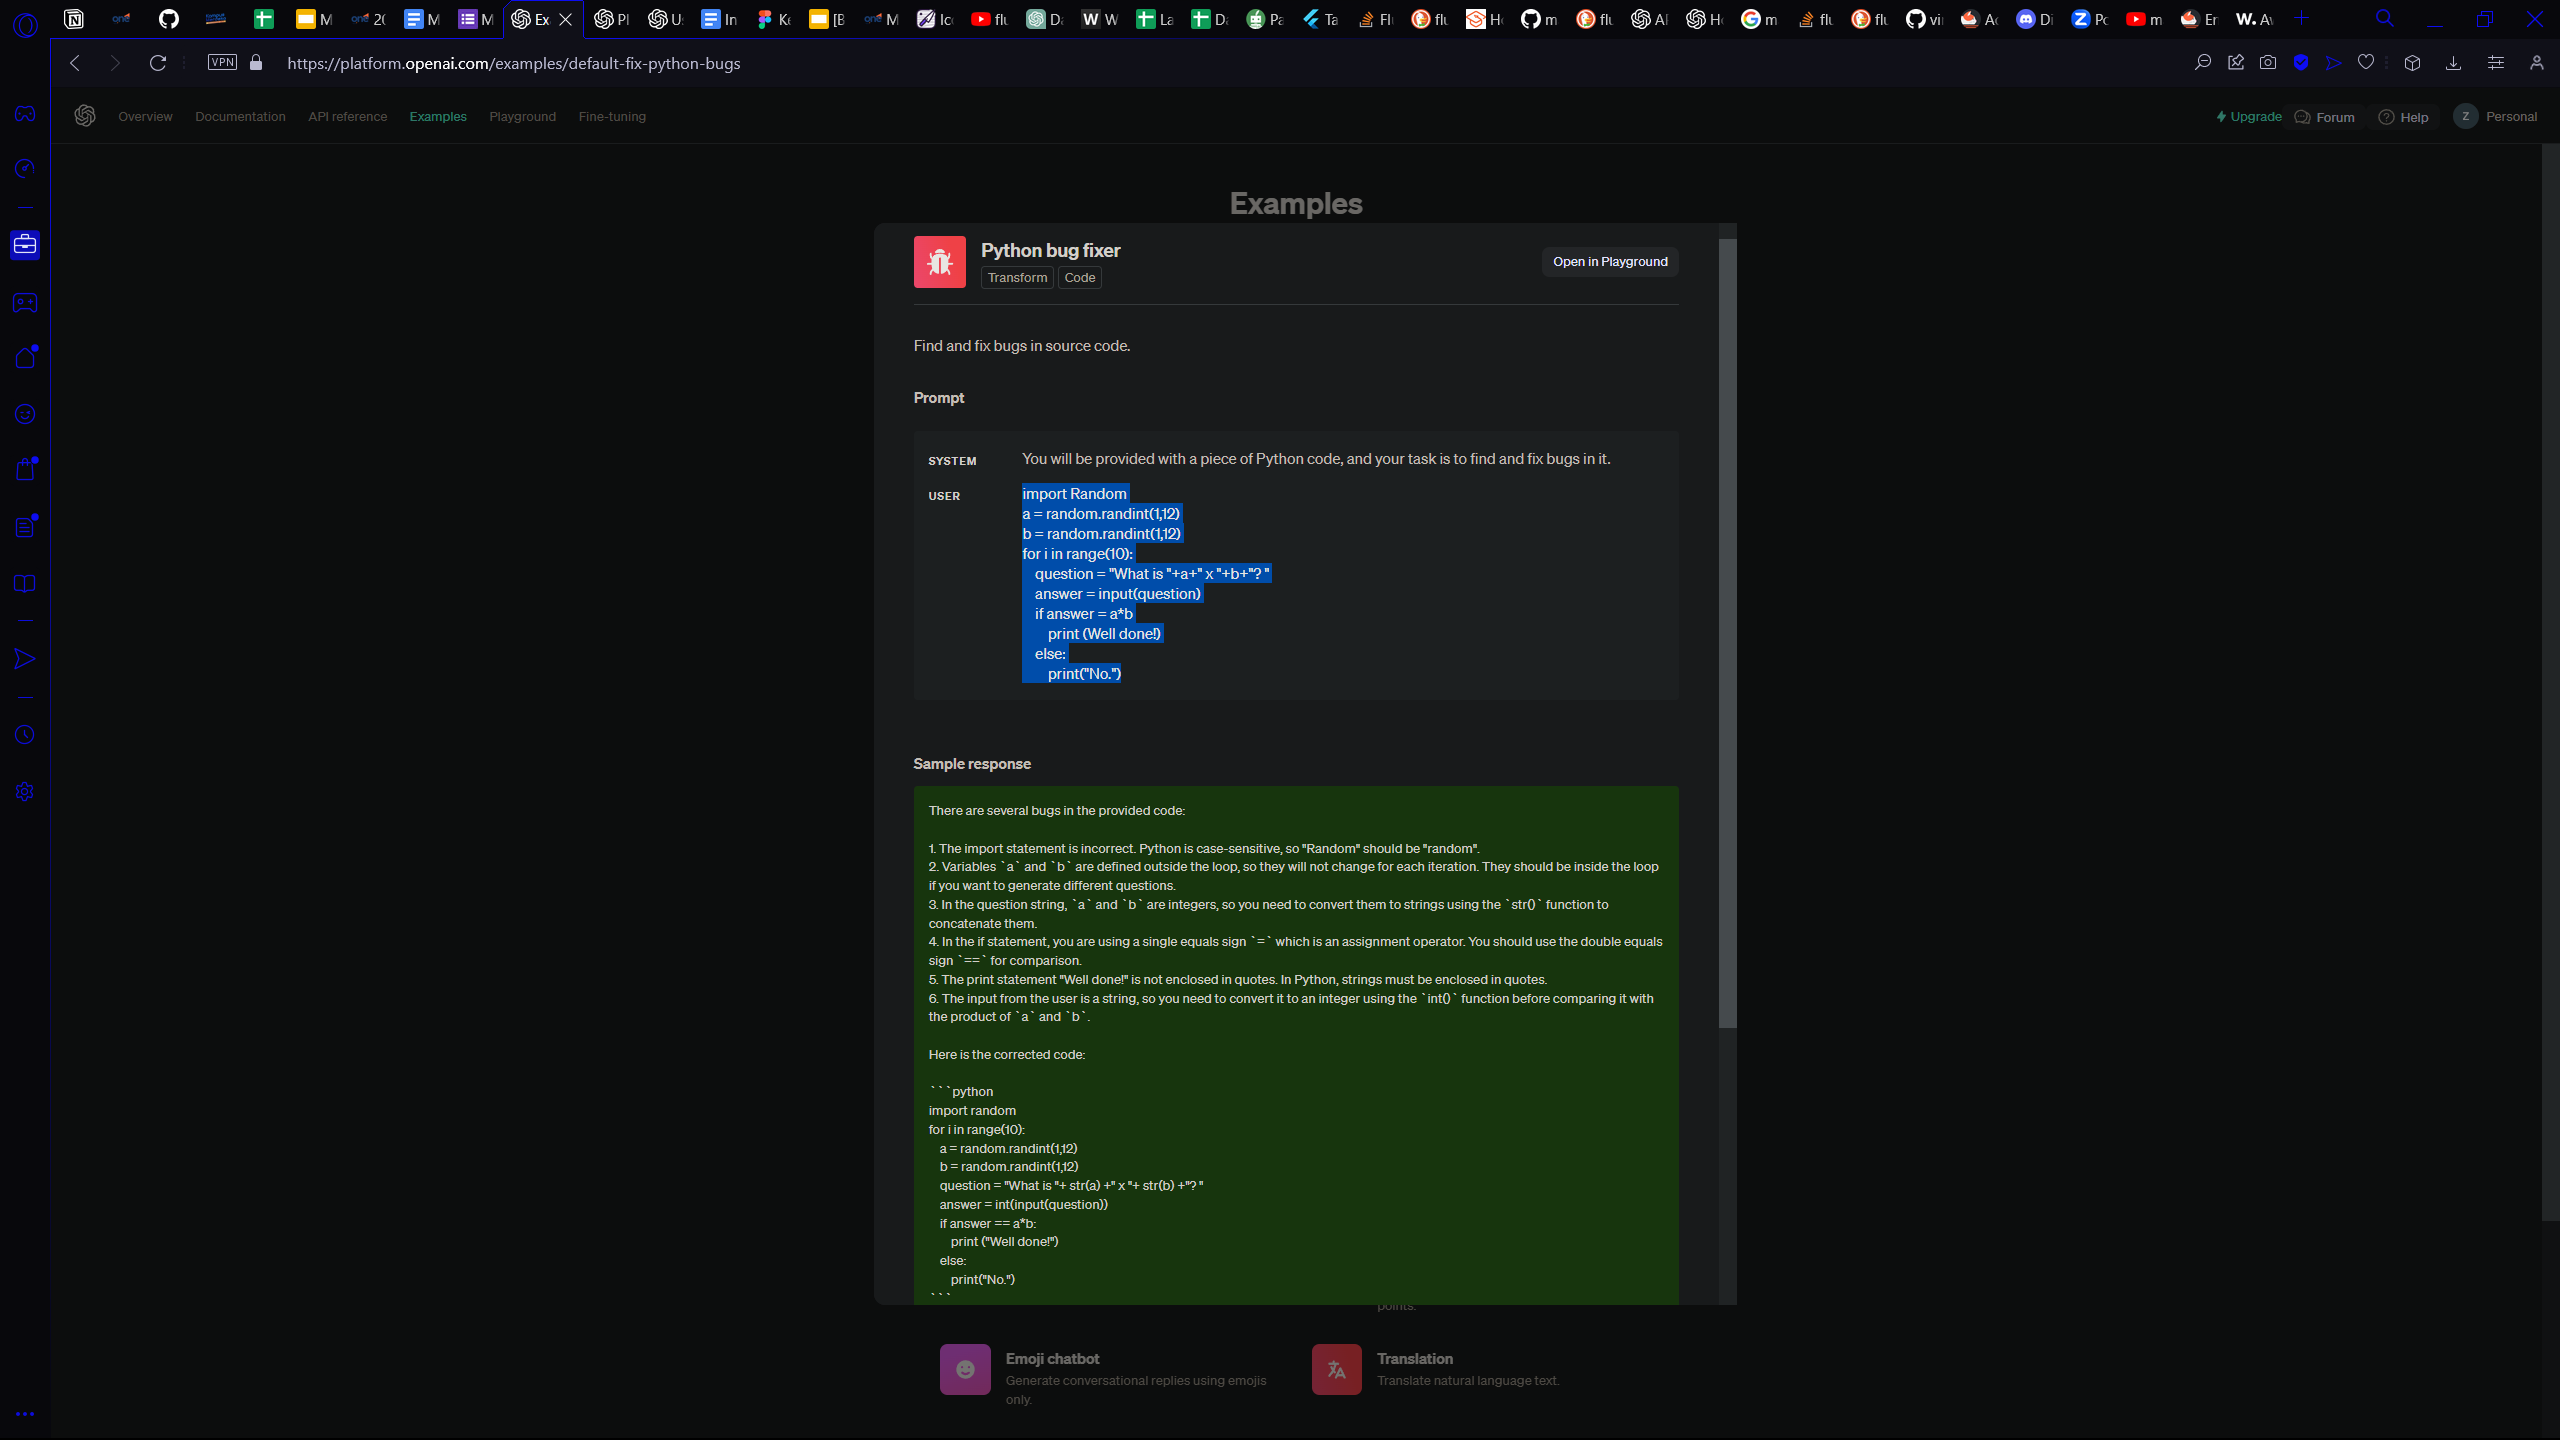 Ex
Pl
In
Ke
[B
Lo
flu
W
La
Pa
Ta
flu
m
flu
m
flu
flu
vi
Di
m
Er
VPN
https://platform.openai.com/examples/default-fix-python-bugs
Overview Documentation API reference Examples Playground Fine-tuning
Upgrade Forum Help Z Personal
Examples
Python bug fixer
Open in Playground
Transform Code
Find and fix bugs in source code.
Prompt
SYSTEM You will be provided with a piece of Python code, and your task is to find and fix bugs in it.
USER import Random
a = random.randint(1,12)
b = random.randint(1,12)
for i in range(10):
question = "What is "+a+" x "+b+"? "
answer = input(question)
if answer = a*b
print (Well done!)
else:
print("No.")
Sample response
There are several bugs in the provided code:
1. The import statement is incorrect. Python is case-sensitive, so "Random" should be "random".
2. Variables `a` and `b` are defined outside the loop, so they will not change for each iteration. They should be inside the loop
if you want to generate different questions.
3. In the question string, `a` and `b` are integers, so you need to convert them to strings using the `str()` function to
concatenate them.
4. In the if statement, you are using a single equals sign `=` which is an assignment operator. You should use the double equals
sign `==` for comparison.
5. The print statement "Well done!" is not enclosed in quotes. In Python, strings must be enclosed in quotes.
6. The input from the user is a string, so you need to convert it to an integer using the `int()` function before comparing it with
the product of `a` and `b`.
Here is the corrected code:
```python
import random
for i in range(10):
a = random.randint(1,12)
b = random.randint(1,12)
question = "What is "+ str(a) +" x "+ str(b) +"? "
answer = int(input(question))
if answer == a*b:
print ("Well done!")
else:
print("No.")
```
points.
Emoji chatbot
Generate conversational replies using emojis
only.
Translation
Translate natural language text.